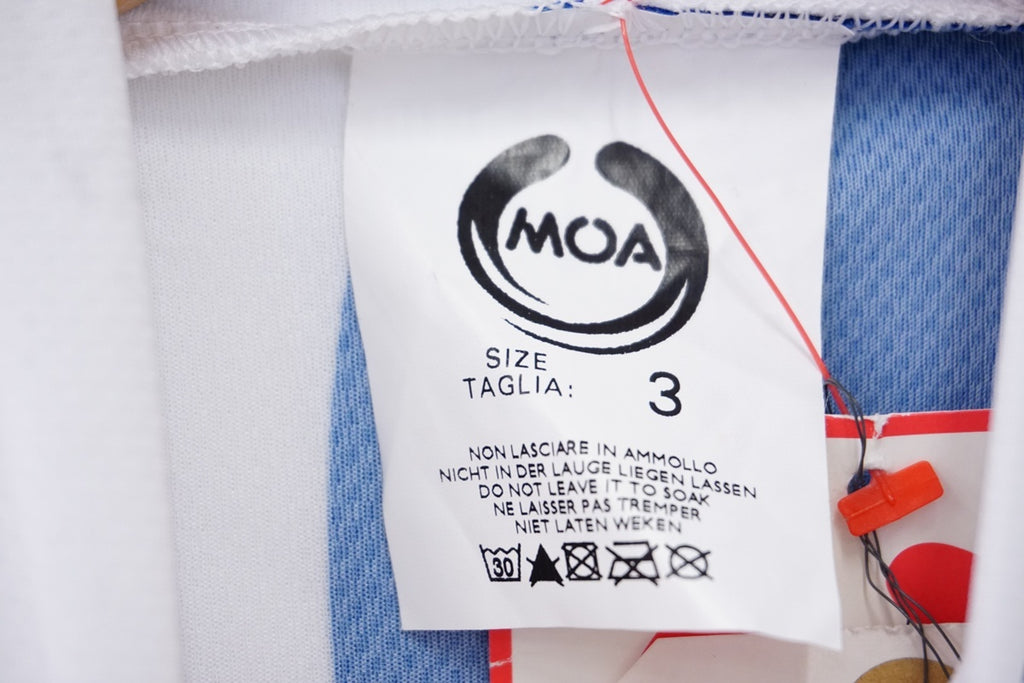 MOA
SIZE
TAGLIA: 3
NON LASCIARE IN AMMOLLO
NICHT IN DER LAUGE LIEGEN LASSEN
DO NOT LEAVE IT TO SOAK
NE LAISSER PAS TREMPER
NIET LATEN WEKEN
30